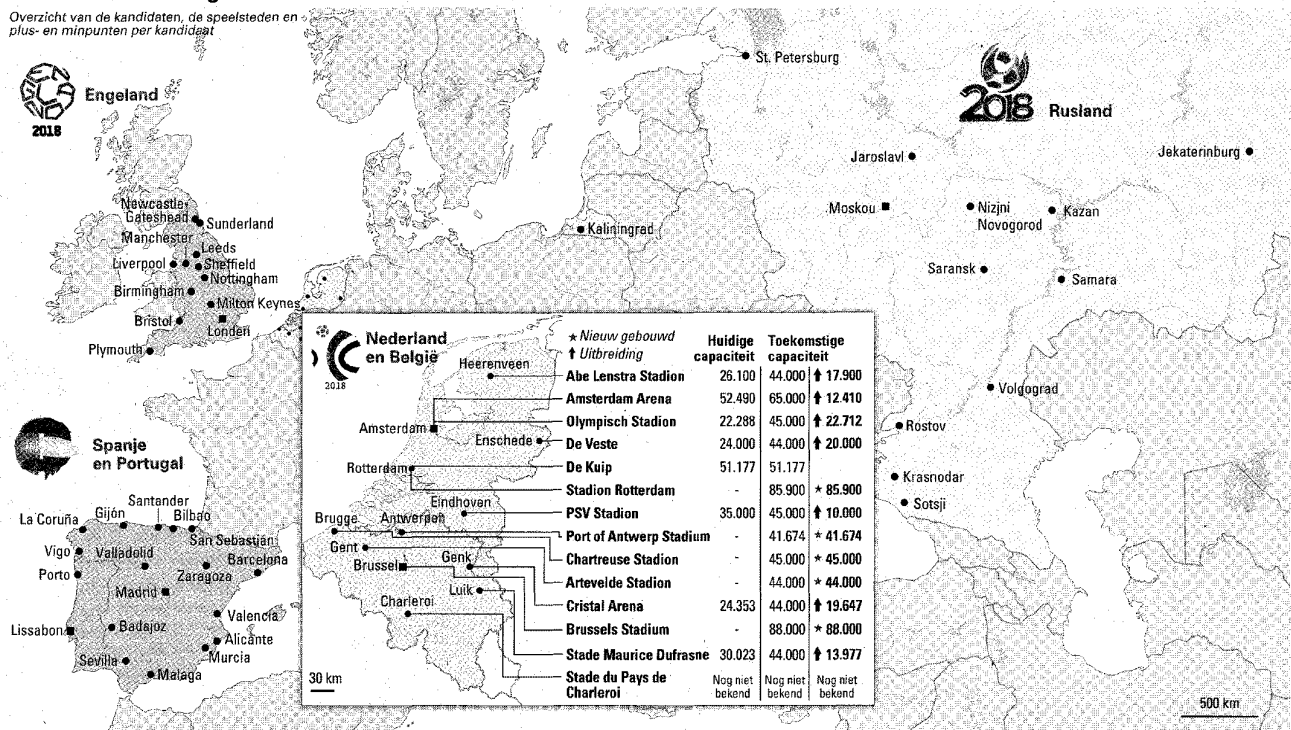 Overzicht van de kandidaten, de speelsteden en
plus- en minpunten per kandidaat
2018
Engeland
Newcastle-
Gateshead
Sunderland
Manchester
Leeds
Liverpool
Sheffield
Nottingham
Birmingham
Milton Keynes
Bristol
Londen
Plymouth
Spanje
en Portugal
Santander
Gijón
Bilbao
La Coruña
San Sebastián
Vigo
Valladolid
Barcelona
Porto
Zaragoza
Madrid
Valencia
Lissabon
Badajoz
Alicante
Murcia
Sevilla
Malaga
2018
Rusland
St. Petersburg
Jaroslavl
Jekaterinburg
Moskou
Nizjni
Novogorod
Kazan
Kaliningrad
Saransk
Samara
Volgograd
Rostov
Krasnodar
Sotsji
500 km
2018
Nederland
en België
Heerenveen
Amsterdam
Enschede
Rotterdam
Eindhovan
Brugge
Antwerpen
Gent
Brussel
Genk
Luik
Charleroi
30 km
★ Nieuw gebouwd
⬆ Uitbreiding
Huidige
capaciteit
Toekomstige
capaciteit
Abe Lenstra Stadion 26.100 44.000 ⬆ 17.900
Amsterdam Arena 52.490 65.000 ⬆ 12.410
Olympisch Stadion 22.288 45.000 ⬆ 22.712
De Veste 24.000 44.000 ⬆ 20.000
De Kuip 51.177 51.177
Stadion Rotterdam - 85.900 ★ 85.900
PSV Stadion 35.000 45.000 ⬆ 10.000
Port of Antwerp Stadium - 41.674 ★ 41.674
Chartreuse Stadion - 45.000 ★ 45.000
Artevelde Stadion - 44.000 ★ 44.000
Cristal Arena 24.353 44.000 ⬆ 19.647
Brussels Stadium - 88.000 ★ 88.000
Stade Maurice Dufrasne 30.023 44.000 ⬆ 13.977
Stade du Pays de
Charleroi
Nog niet
bekend
Nog niet
bekend
Nog niet
bekend